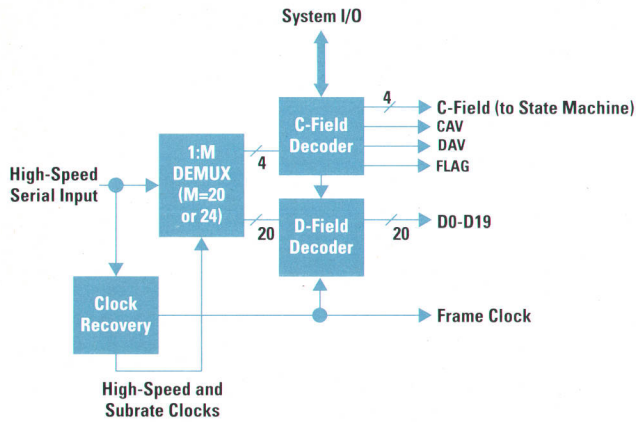 System I/O
4
C-Field (to State Machine)
C-Field
Decoder
CAV
DAV
FLAG
1:M
DEMUX
(M=20
or 24)
4
High-Speed
Serial Input
20
D-Field
Decoder
20
D0-D19
Clock
Recovery
Frame Clock
High-Speed and
Subrate Clocks